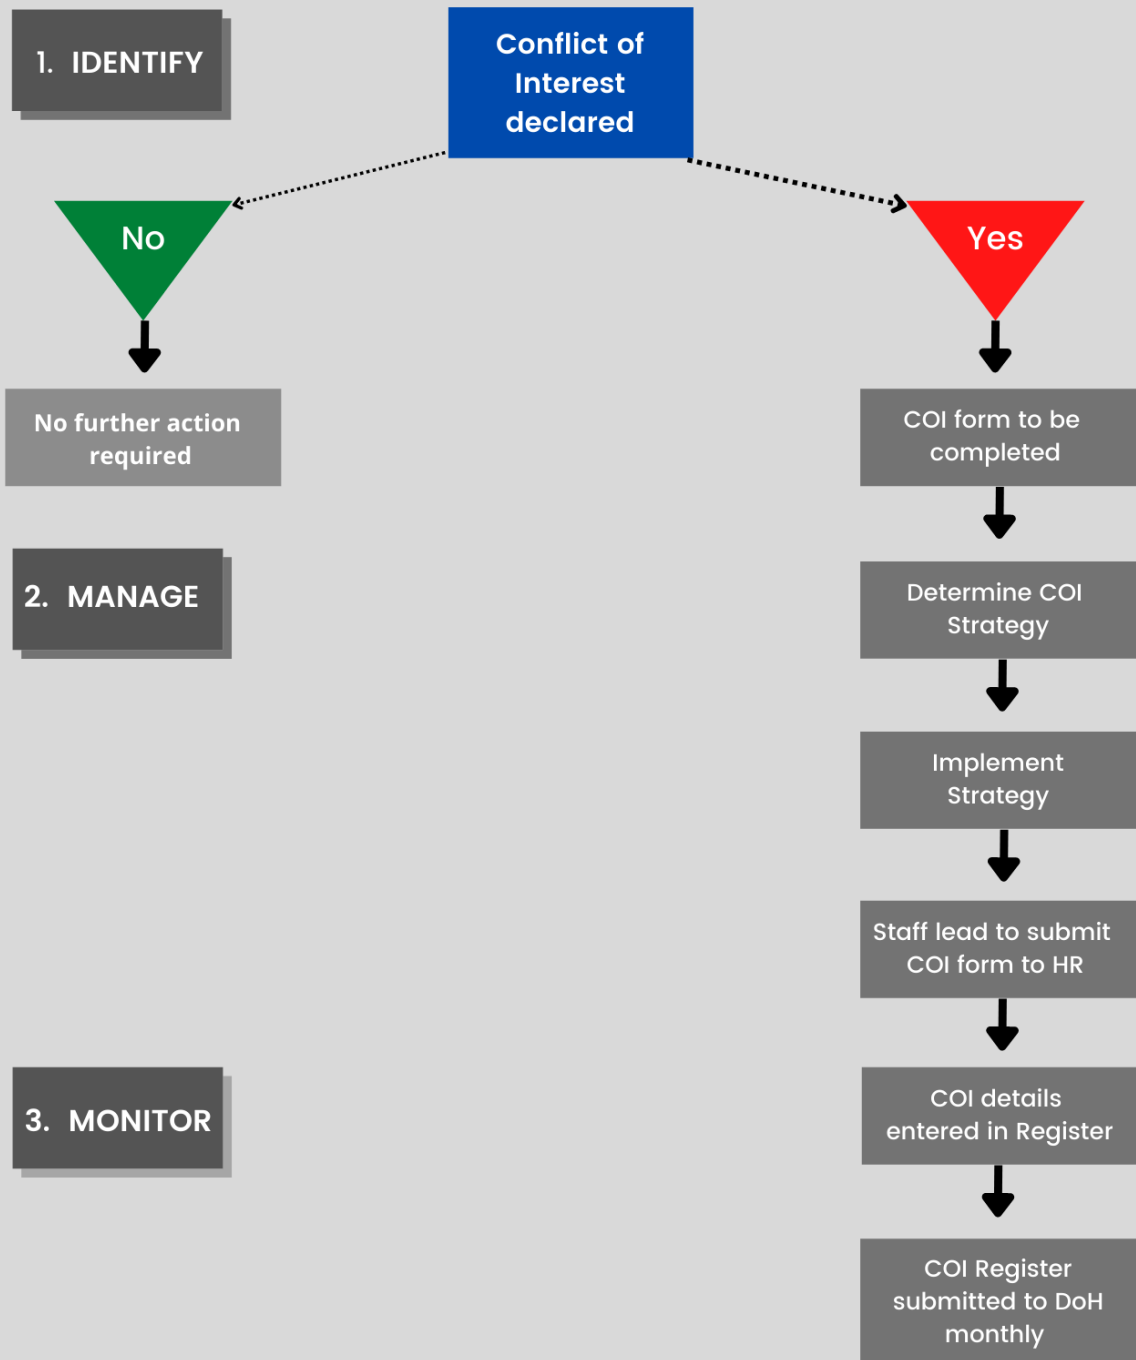 1. IDENTIFY
Conflict of
Interest
declared
No
Yes
No further action
required
COI form to be
completed
2. MANAGE
Determine COI
Strategy
Implement
Strategy
Staff lead to submit
COI form to HR
3. MONITOR
COI details
entered in Register
COI Register
submitted to DoH
monthly